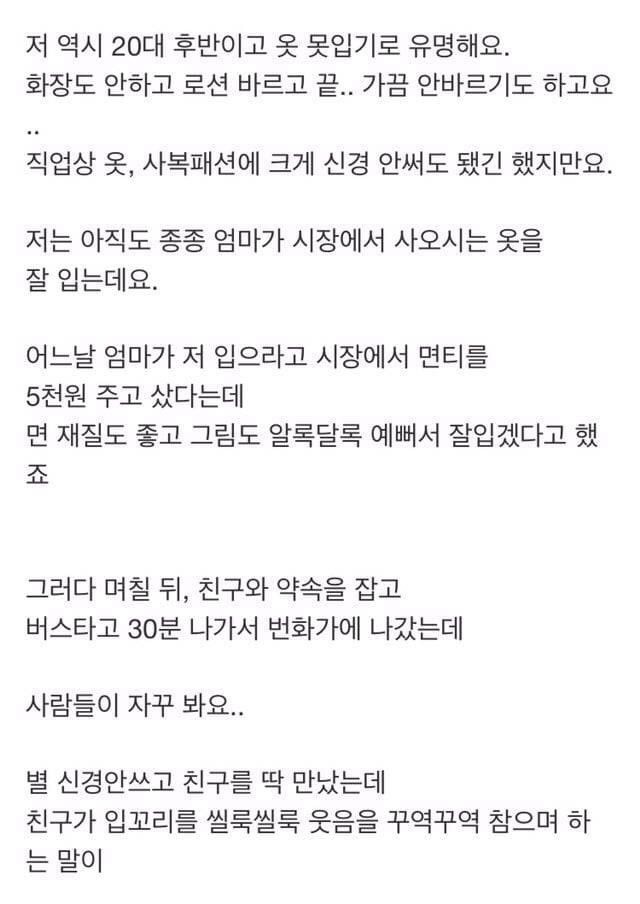 저 역시 20대 후반이고 옷 못입기로 유명해요.
화장도 안하고 로션 바르고 끝.. 가끔 안바르기도 하고요
..
직업상 옷, 사복패션에 크게 신경 안써도 됐긴 했지만요.
저는 아직도 종종 엄마가 시장에서 사오시는 옷을
잘 입는데요.
어느날 엄마가 저 입으라고 시장에서 면티를
5천원 주고 샀다는데
면 재질도 좋고 그림도 알록달록 예뻐서 잘입겠다고 했
죠
그러다 며칠 뒤, 친구와 약속을 잡고
버스타고 30분 나가서 번화가에 나갔는데
사람들이 자꾸 봐요..
별 신경안쓰고 친구를 딱 만났는데
친구가 입꼬리를 씰룩씰룩 웃음을 꾸역꾸역 참으며 하
는 말이